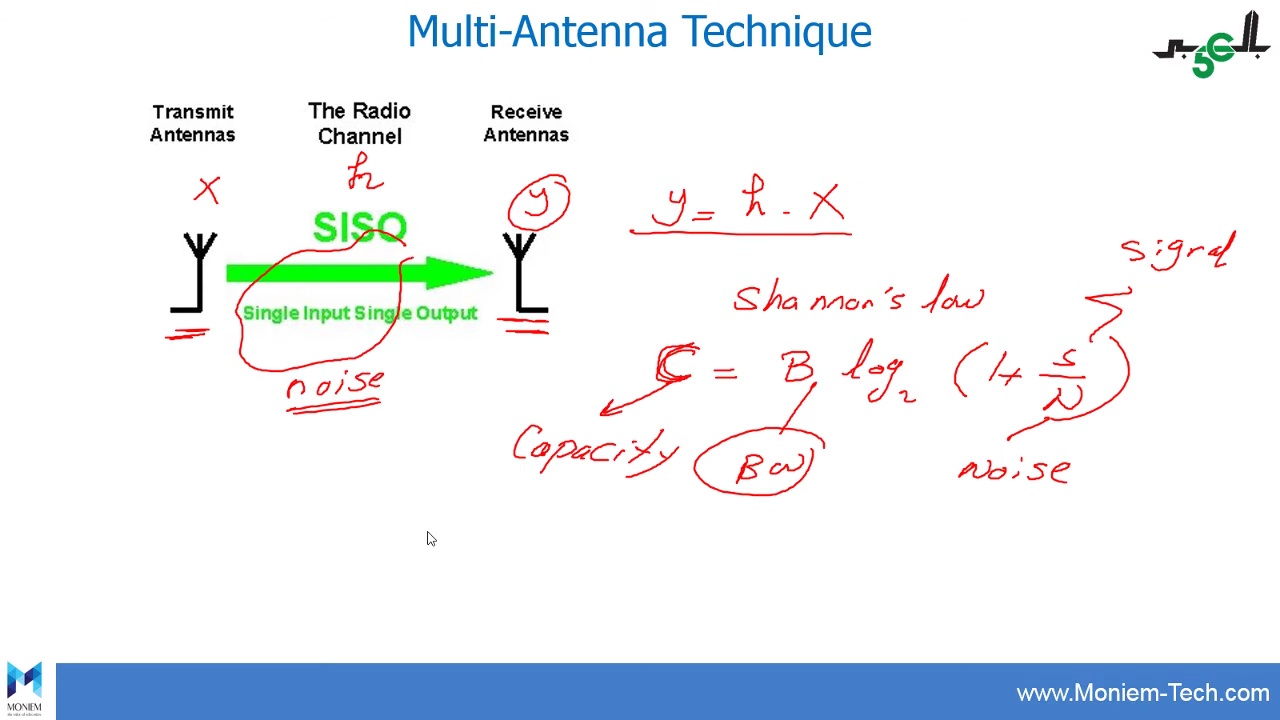 Multi-Antenna Technique
بالعـ5Gـربي
Transmit Antennas
The Radio Channel
Receive Antennas
x
h
y
SISO
Single Input Single Output
noise
y = h . x
Signal
Shannon's law
C = B log2 (1 + S/N)
Capacity
BW
Noise
MONIEM
www.Moniem-Tech.com